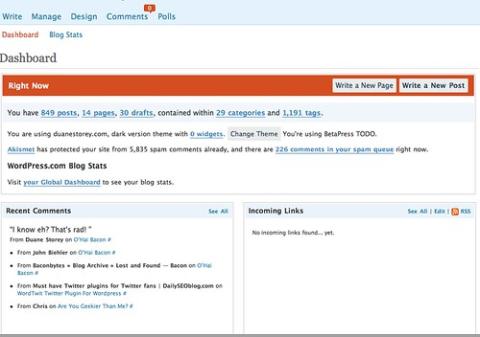 0
Write Manage Design Comments Polls
Dashboard Blog Stats
Dashboard
Right Now Write a New Page Write a New Post
You have 849 posts, 14 pages, 30 drafts, contained within 29 categories and 1,191 tags.
You are using duanestorey.com, dark version theme with 0 widgets. Change Theme You're using BetaPress TODO.
Akismet has protected your site from 5,835 spam comments already, and there are 226 comments in your spam queue right now.
WordPress.com Blog Stats
Visit your Global Dashboard to see your blog stats.
Recent Comments See All
"I know eh? That's rad! "
From Duane Storey on O'Hai Bacon #
• From John Biehler on O'Hai Bacon #
• From Baconbytes » Blog Archive » Lost and Found — Bacon on O'Hai
Bacon #
• From Must have Twitter plugins for Twitter fans | DailySEOblog.com on
WordTwit Twitter Plugin For Wordpress #
• From Chris on Are You Geekier Than Me? #
Incoming Links See All | Edit | RSS
No incoming links found... yet.